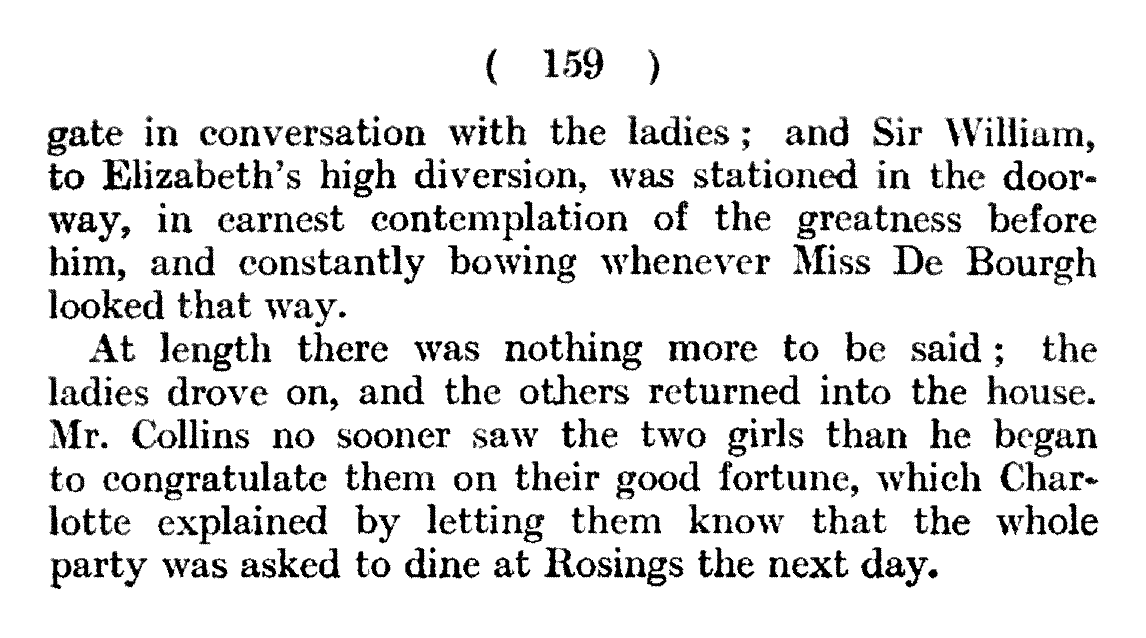 ( 159 )
gate in conversation with the ladies ; and Sir William,
to Elizabeth's high diversion, was stationed in the door-
way, in earnest contemplation of the greatness before
him, and constantly bowing whenever Miss De Bourgh
looked that way.
At length there was nothing more to be said ; the
ladies drove on, and the others returned into the house.
Mr. Collins no sooner saw the two girls than he began
to congratulate them on their good fortune, which Char-
lotte explained by letting them know that the whole
party was asked to dine at Rosings the next day.